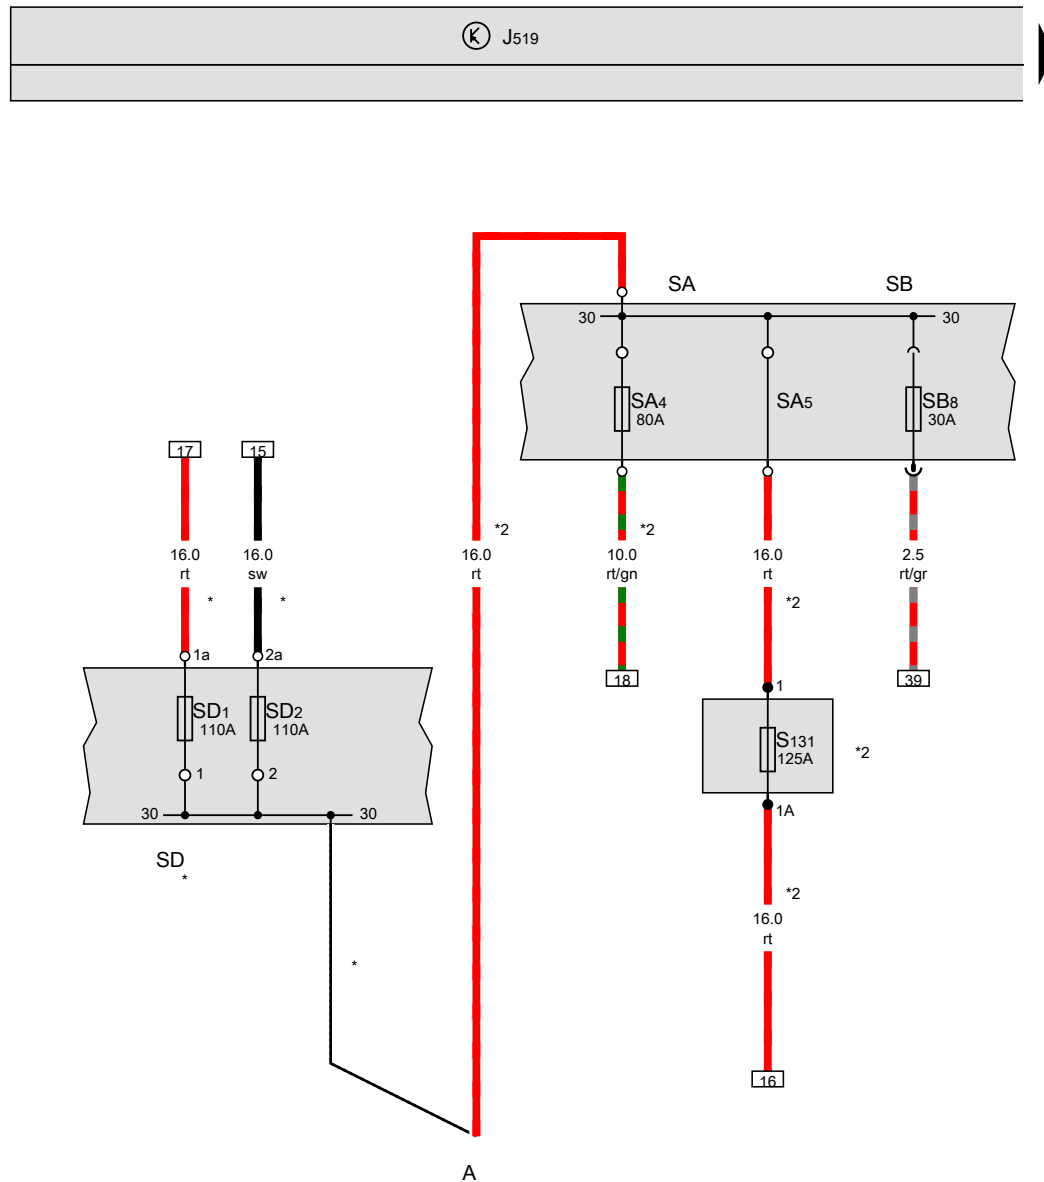 J519
SA
SB
30
30
SA4
80A
SA5
SB8
30A
17
15
*2
*2
16.0
rt
16.0
sw
16.0
rt
10.0
rt/gn
16.0
rt
2.5
rt/gr
*
*
*2
1a
2a
18
39
1
SD1
110A
SD2
110A
S131
125A
*2
1
2
30
30
1A
SD
*
*2
16.0
rt
*
16
A